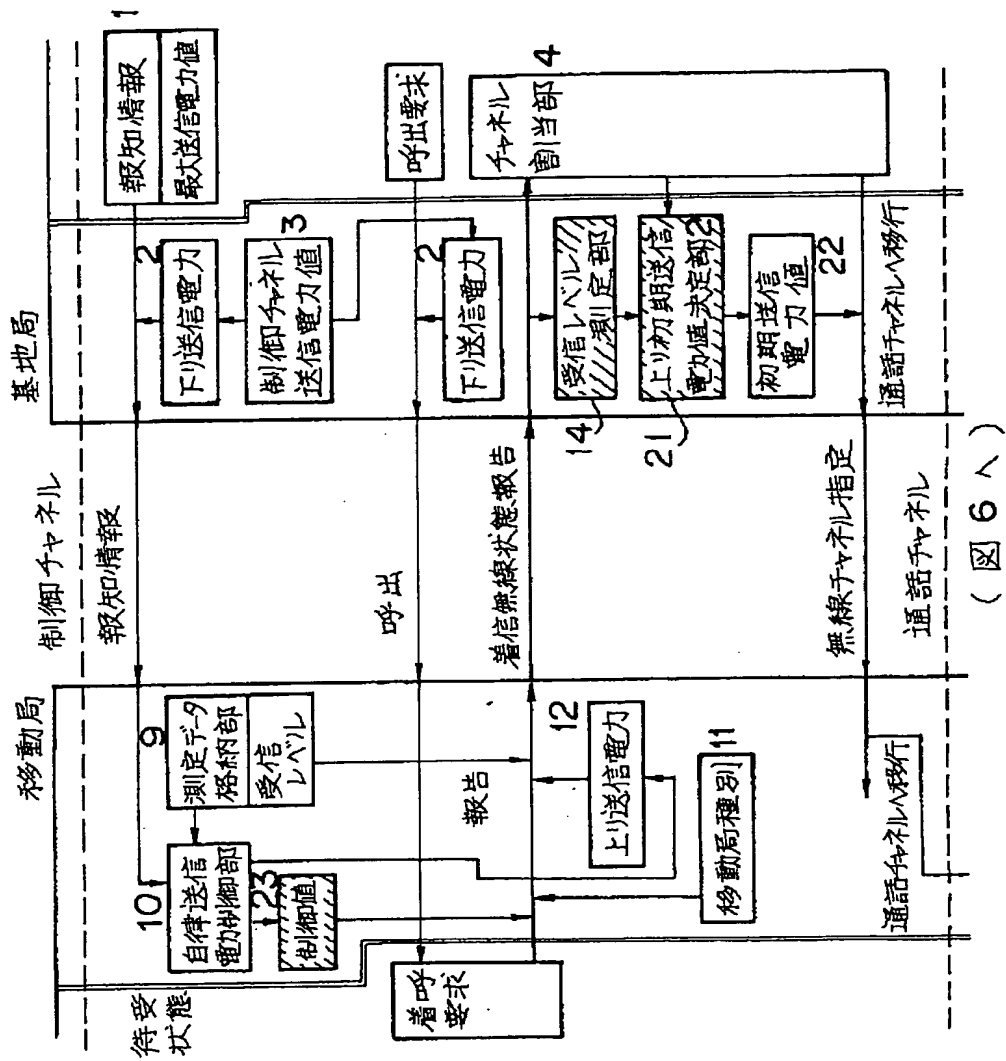 移動局
制御チャネル
基地局
待受
状態
10
自律送信
電力制御部
23
制御値
9
測定データ
格納部
受信
レベル
報知情報
2
下り送信電力
3
制御チャネル
送信電力値
1
報知情報
最大送信電力値
着呼
要求
呼出
2
下り送信電力
呼出要求
報告
着信無線状態報告
12
上り送信電力
移動局種別
11
受信レベル
測定部
14
上り初期送信
電力値決定部2
21
初期送信
電力値
22
チャネル
割当部
4
通話チャネルへ移行
無線チャネル指定
通話チャネルへ移行
通話チャネル
(図6へ)